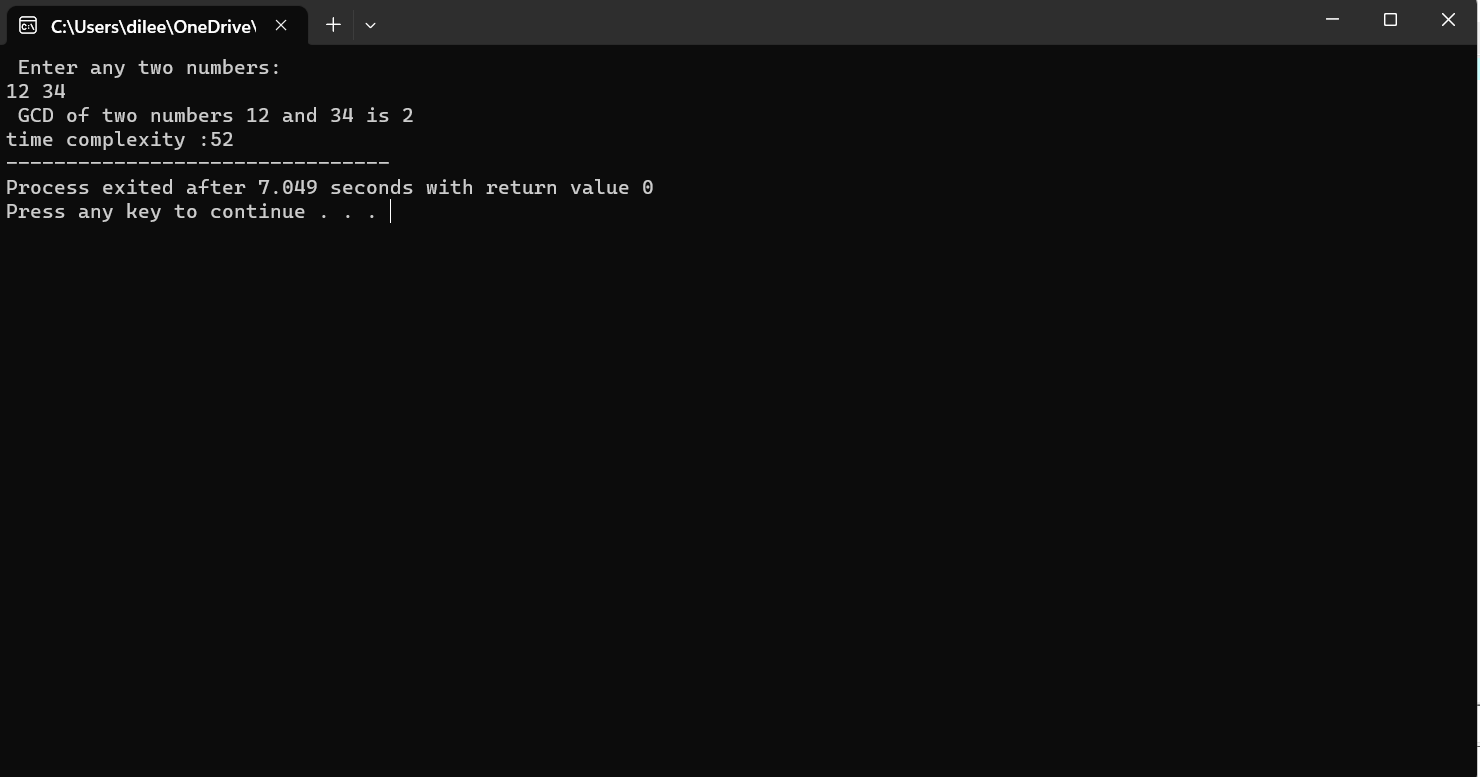 C:\Users\dilee\OneDrive\
Enter any two numbers:
12 34
GCD of two numbers 12 and 34 is 2
time complexity :52
--------------------------------
Process exited after 7.049 seconds with return value 0
Press any key to continue . . .